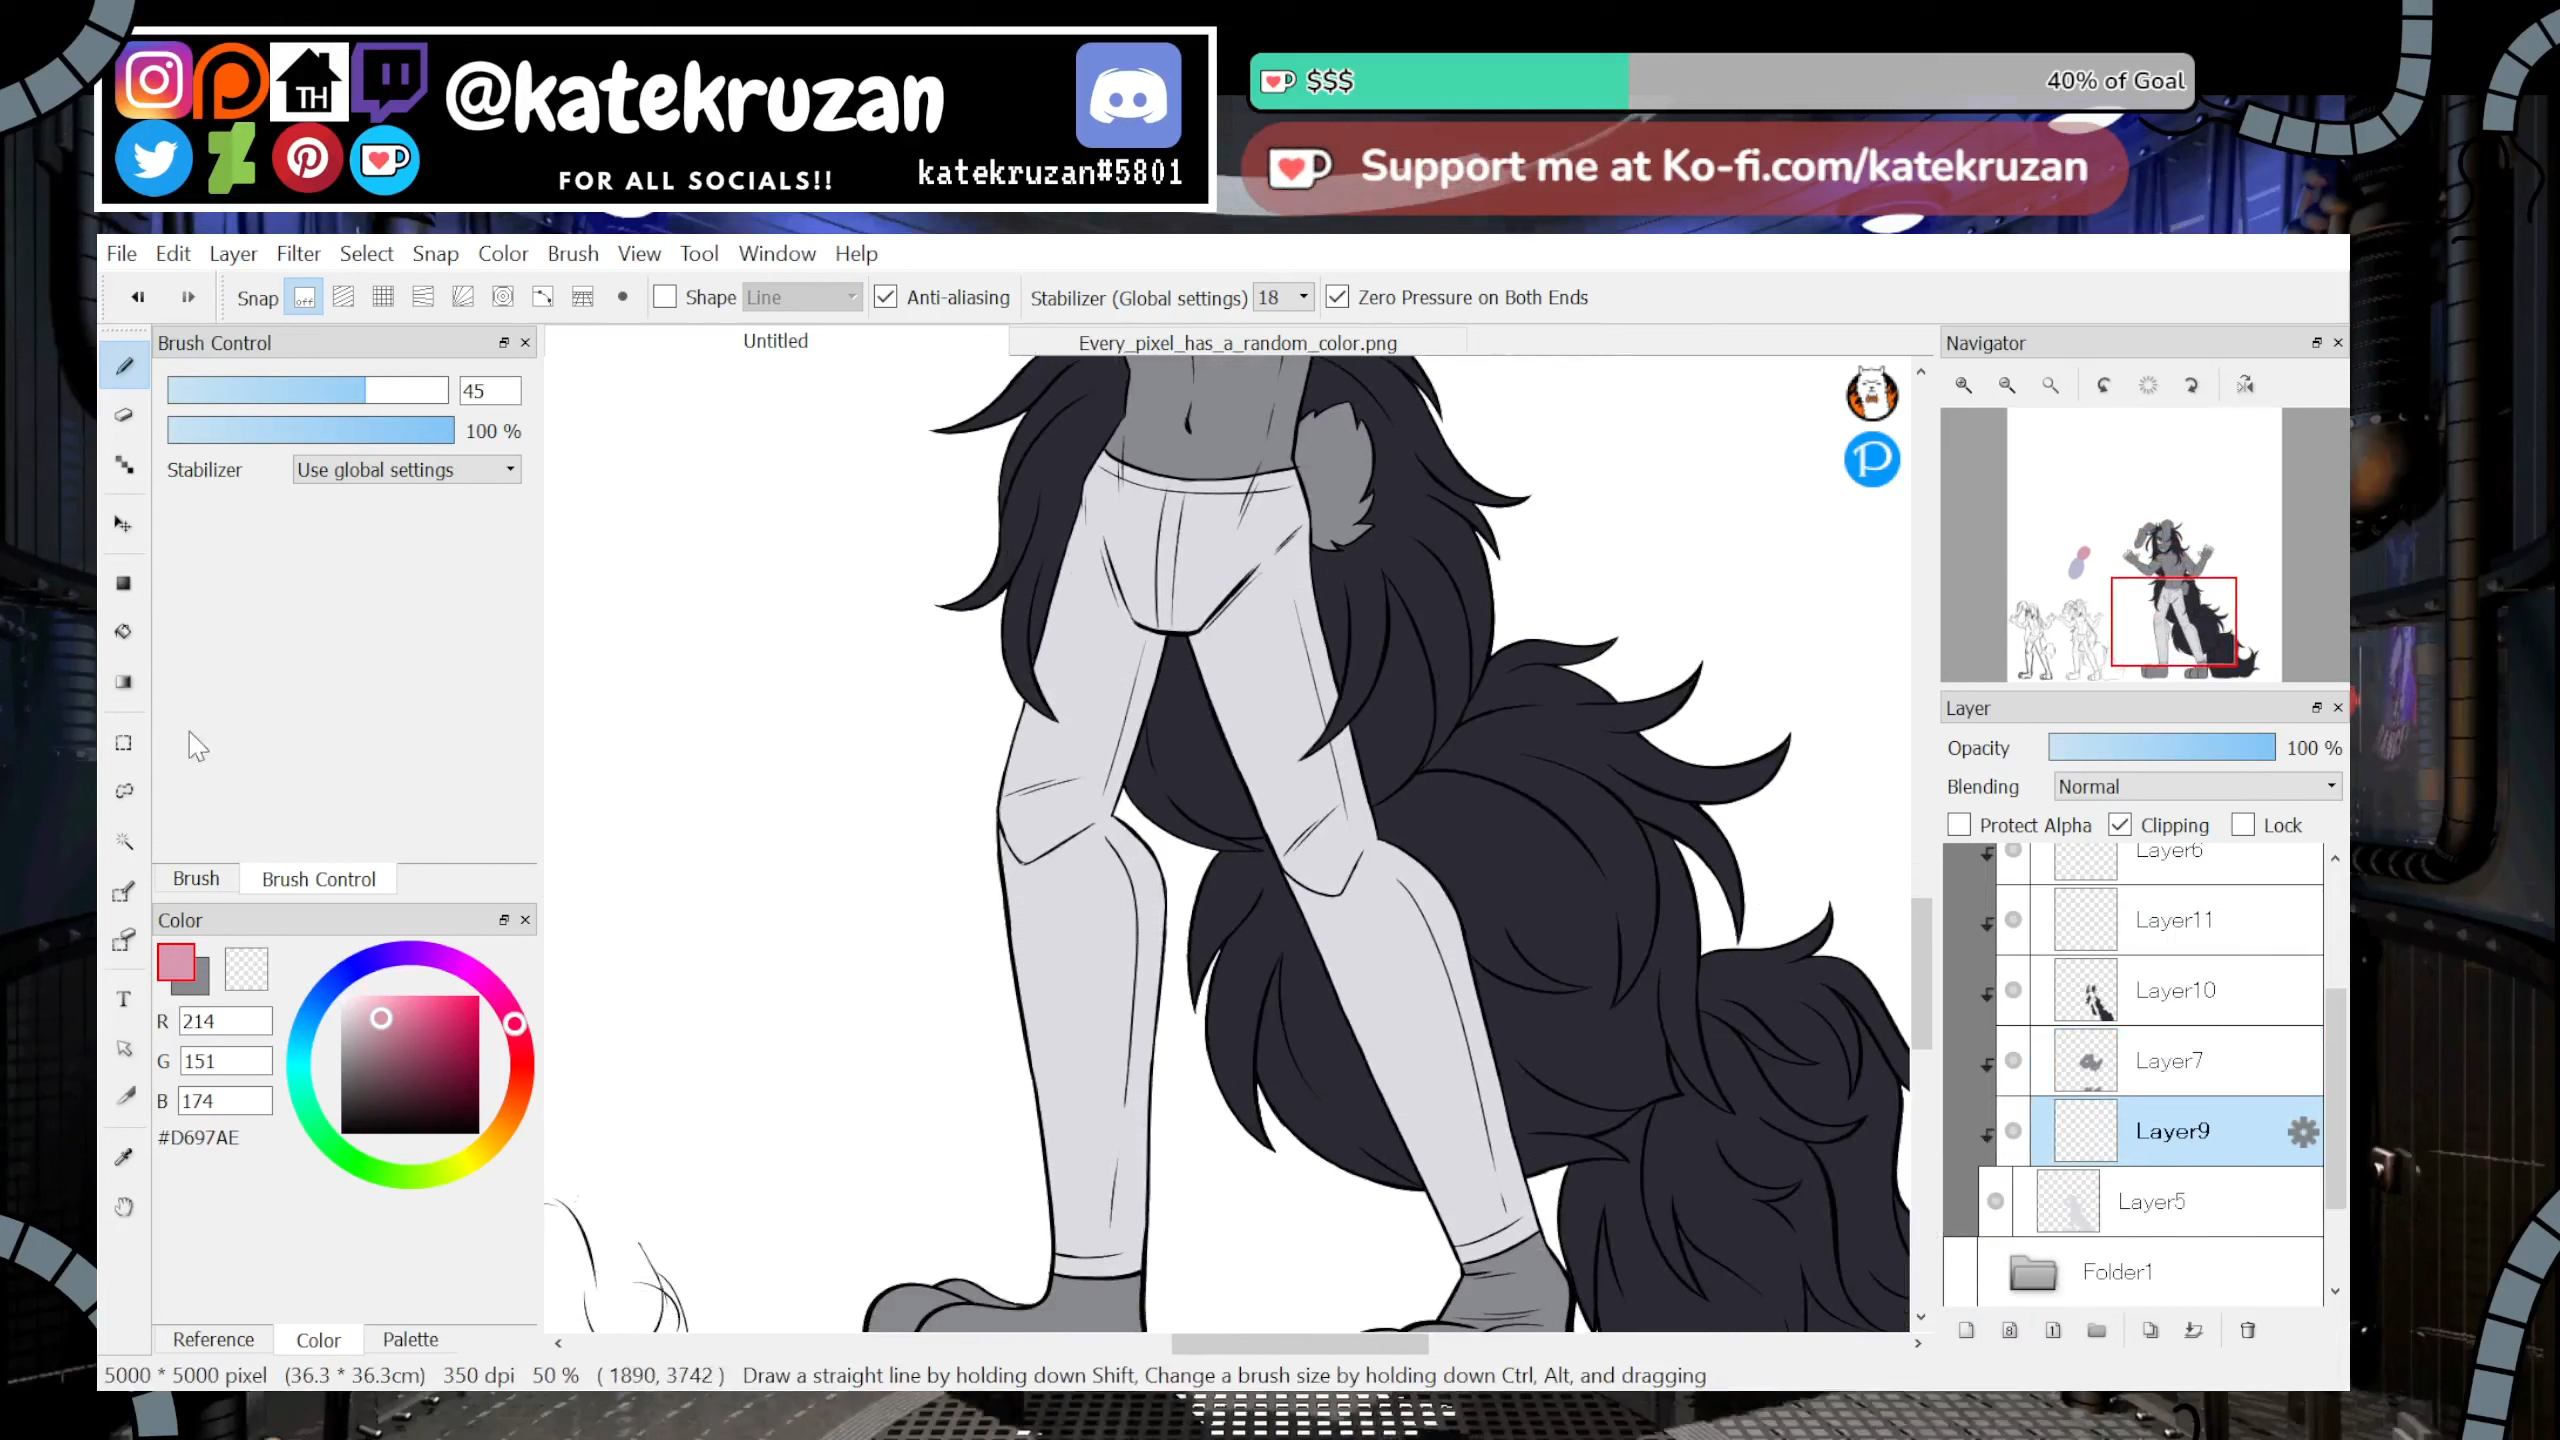 TH
@katekruzan
FOR ALL SOCIALS!!
katekruzan#5801
$$$
40% of Goal
Support me at Ko-fi.com/katekruzan
File Edit Layer Filter Select Snap Color Brush View Tool Window Help
Snap off Shape Line Anti-aliasing Stabilizer (Global settings) 18 Zero Pressure on Both Ends
Brush Control
45
100 %
Stabilizer Use global settings
Brush Brush Control
Color
R 214
G 151
B 174
#D697AE
Reference Color Palette
Untitled Every_pixel_has_a_random_color.png
P
Navigator
Layer
Opacity 100 %
Blending Normal
Protect Alpha Clipping Lock
Layer6
Layer11
Layer10
Layer7
Layer9
Layer5
Folder1
8 1
T
5000 * 5000 pixel (36.3 * 36.3cm) 350 dpi 50 % ( 1890, 3742 ) Draw a straight line by holding down Shift, Change a brush size by holding down Ctrl, Alt, and dragging